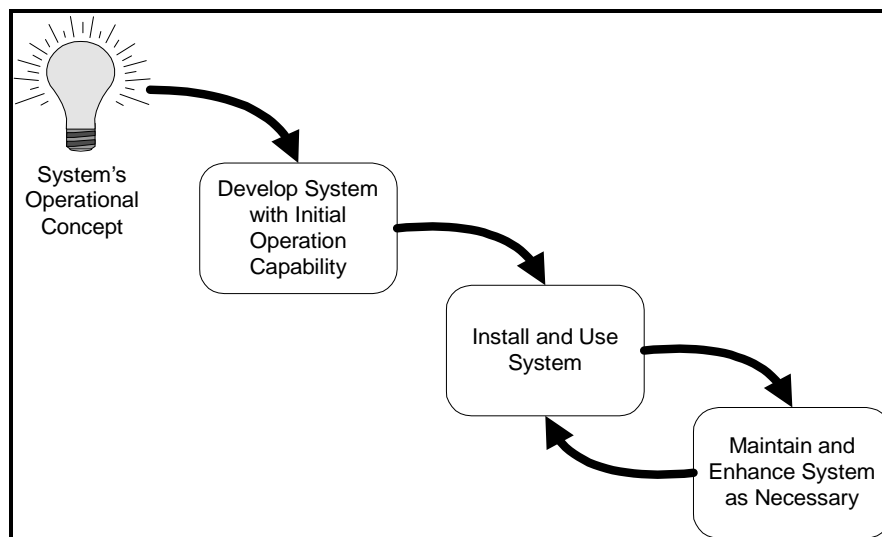 System's
Operational
Concept
Develop System
with Initial
Operation
Capability
Install and Use
System
Maintain and
Enhance System
as Necessary